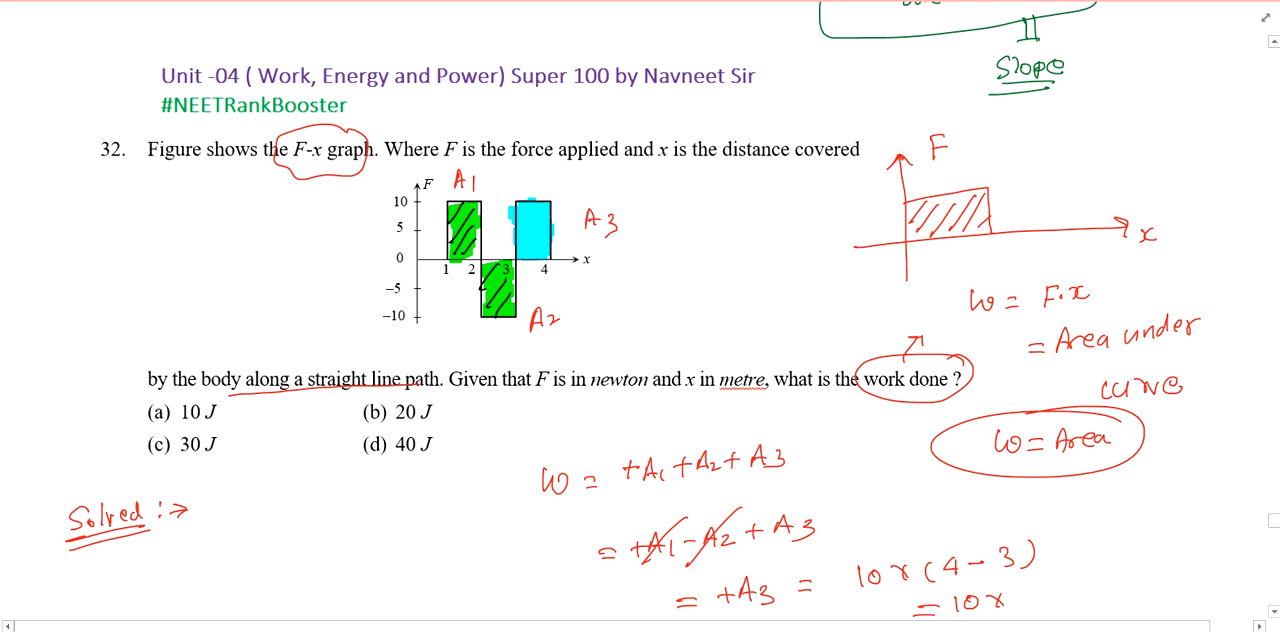 Slope
Unit -04 ( Work, Energy and Power) Super 100 by Navneet Sir
#NEETRankBooster
32. Figure shows the F-x graph. Where F is the force applied and x is the distance covered
F
A1
10
5
0
-5
-10
1 2 3 4 x
A3
A2
F
x
W = F.x
= Area under
curve
W = Area
by the body along a straight line path. Given that F is in newton and x in metre, what is the work done ?
(a) 10 J (b) 20 J
(c) 30 J (d) 40 J
Solved :→
W = +A1 + A2 + A3
= +A1 - A2 + A3
= +A3 = 10 x (4 - 3)
= 10 x